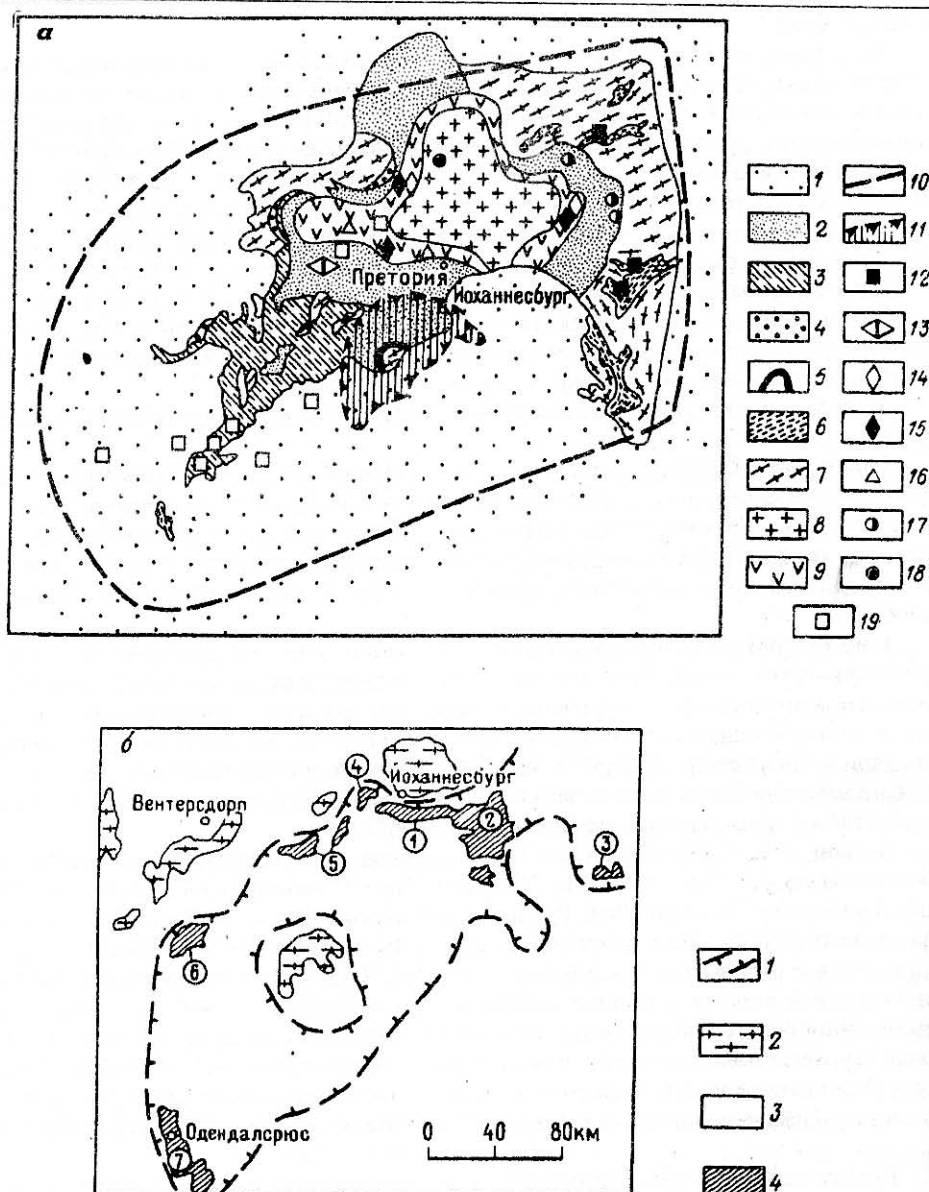 а
Претория
Иоханнесбург
1 10
2 11
3 12
4 13
5 14
6 15
7 16
8 17
9 18
19
б
Вентерсдорп
Иоханнесбург
4
1
2
3
5
6
Одендалсрюс
7
0 40 80км
1
2
3
4